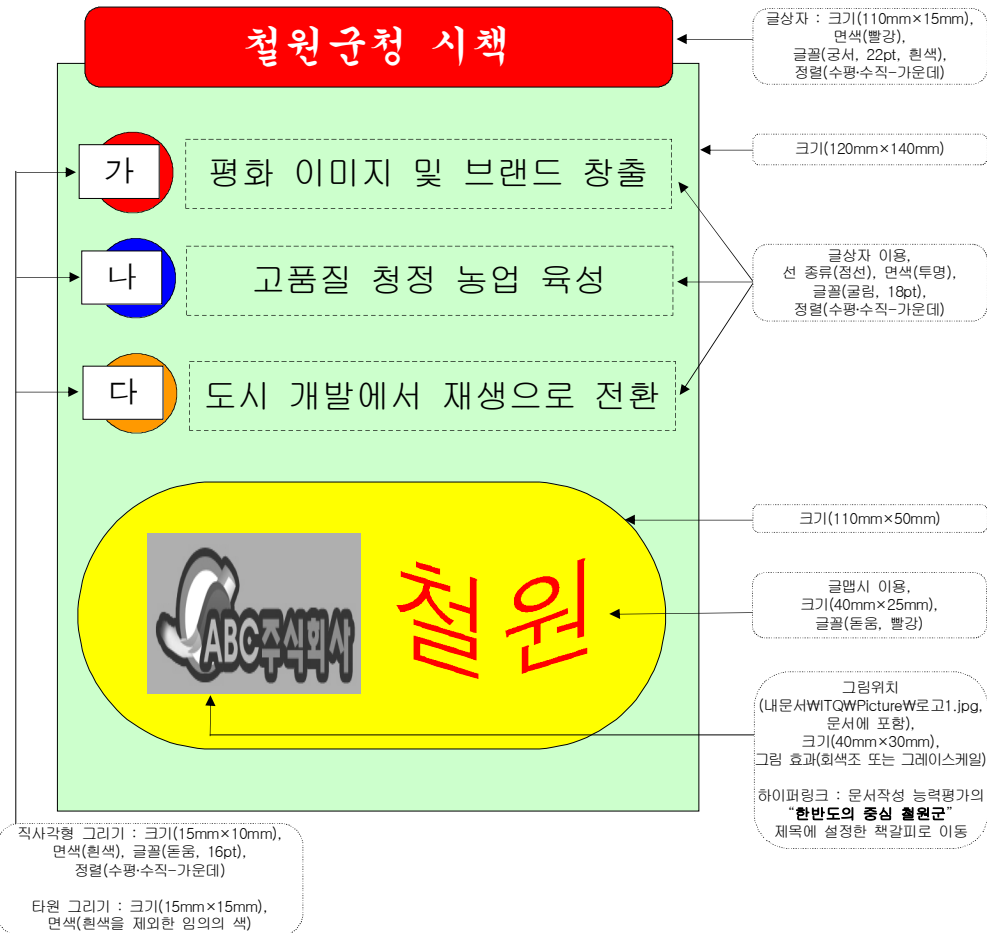 철원군청 시책
글상자 : 크기(110mm×15mm),
면색(빨강),
글꼴(궁서, 22pt, 흰색),
정렬(수평·수직-가운데)
크기(120mm×140mm)
가
평화 이미지 및 브랜드 창출
나
고품질 청정 농업 육성
글상자 이용,
선 종류(점선), 면색(투명),
글꼴(굴림, 18pt),
정렬(수평·수직-가운데)
다
도시 개발에서 재생으로 전환
크기(110mm×50mm)
ABC주식회사
철원
글맵시 이용,
크기(40mm×25mm),
글꼴(돋움, 빨강)
그림위치
(내문서₩ITQ₩Picture₩로고1.jpg,
문서에 포함),
크기(40mm×30mm),
그림 효과(회색조 또는 그레이스케일)
하이퍼링크 : 문서작성 능력평가의
“한반도의 중심 철원군”
제목에 설정한 책갈피로 이동
직사각형 그리기 : 크기(15mm×10mm),
면색(흰색), 글꼴(돋움, 16pt),
정렬(수평·수직-가운데)
타원 그리기 : 크기(15mm×15mm),
면색(흰색을 제외한 임의의 색)